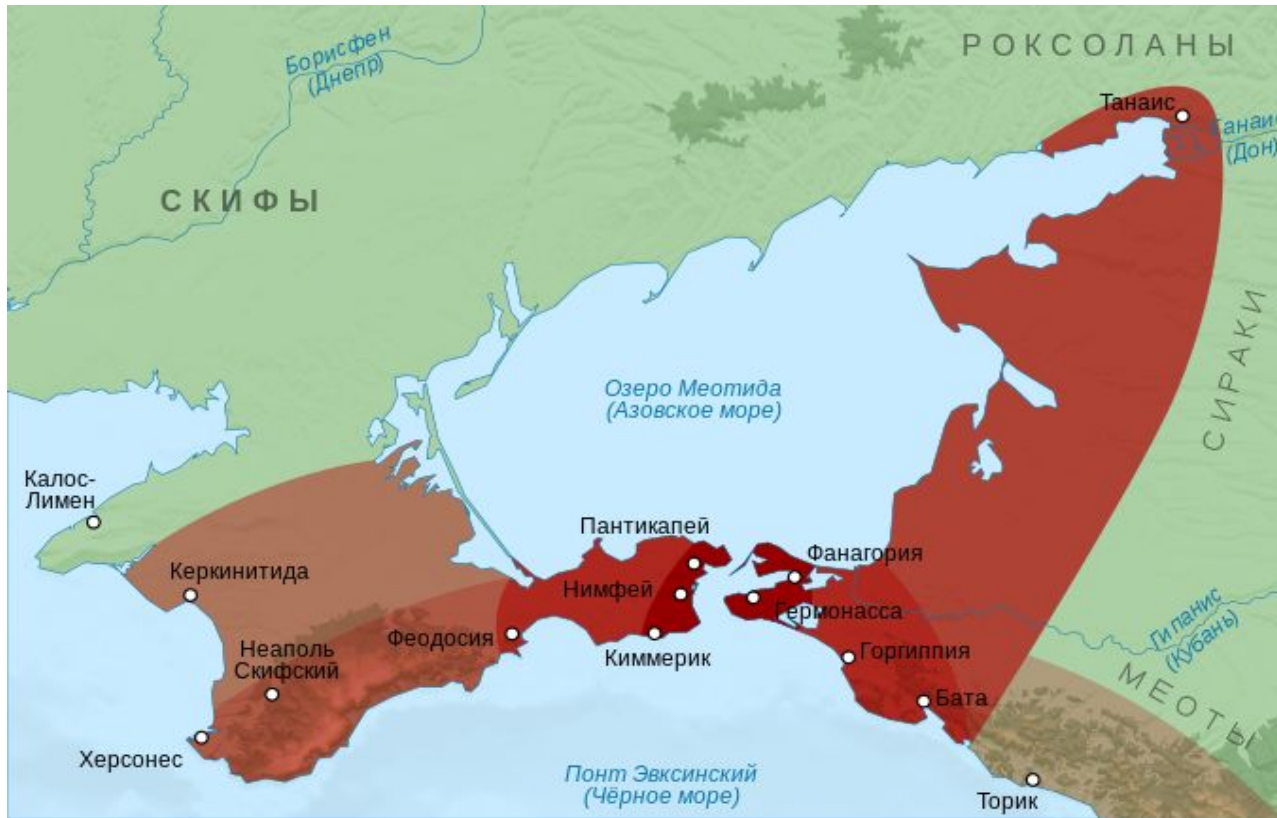 РОКСОЛАНЫ
Борисфен
(Днепр)
Танаис
Танаис
(Дон)
СКИФЫ
СИРАКИ
Озеро Меотида
(Азовское море)
Калос-
Лимен
Пантикапей
Фанагория
Керкинитида
Нимфей
Гермонасса
Гипанис
(Кубань)
Феодосия
Неаполь
Скифский
Киммерик
Горгиппия
МЕОТЫ
Бата
Херсонес
Понт Эвксинский
(Чёрное море)
Торик